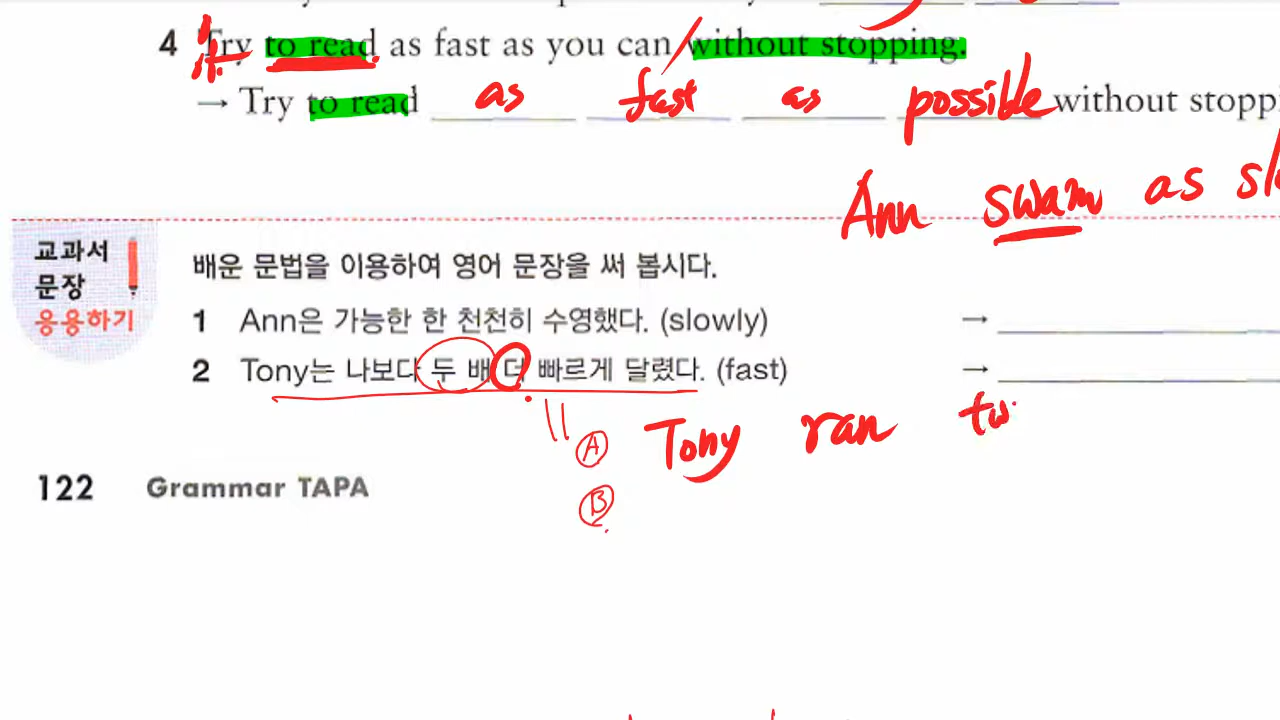 4 Try to read as fast as you can without stopping.
→ Try to read as fast as possible without stoppi
Ann swam as slo
교과서
문장
응용하기
배운 문법을 이용하여 영어 문장을 써 봅시다.
1 Ann은 가능한 한 천천히 수영했다. (slowly) →
2 Tony는 나보다 두 배 더 빠르게 달렸다. (fast) →
A Tony ran tw
B
122 Grammar TAPA